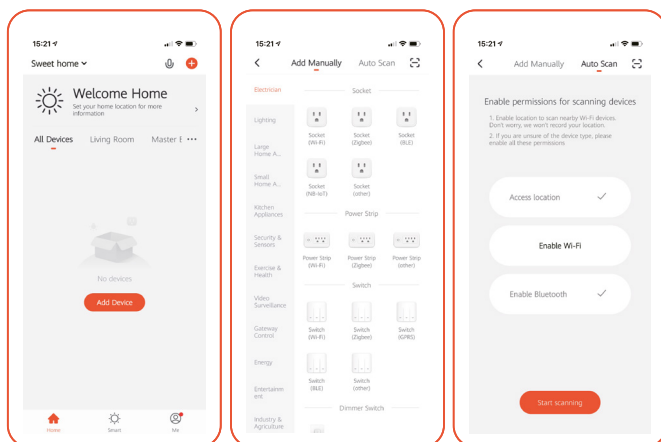 15:21
Sweet home
Welcome Home
Set your home location for more
information
All Devices
Living Room
Master
No devices
Add Device
Home
Smart
Me
15:21
Add Manually
Auto Scan
Electrician
Lighting
Large
Home A...
Small
Home A...
Kitchen
Appliances
Security &
Sensors
Exercise &
Health
Video
Surveillance
Gateway
Control
Energy
Entertainm
ent
Industry &
Agriculture
Socket
Socket
(Wi-Fi)
Socket
(Zigbee)
Socket
(BLE)
Socket
(NB-IoT)
Socket
(other)
Power Strip
Power Strip
(Wi-Fi)
Power Strip
(Zigbee)
Power Strip
(other)
Switch
Switch
(Wi-Fi)
Switch
(Zigbee)
Switch
(GPRS)
Switch
(BLE)
Switch
(other)
Dimmer Switch
15:21
Add Manually
Auto Scan
Enable permissions for scanning devices
1. Enable location to scan nearby Wi-Fi devices.
Don't worry, we won't record your location.
2. If you are unsure of the device type, please
enable all these permissions
Access location
Enable Wi-Fi
Enable Bluetooth
Start scanning